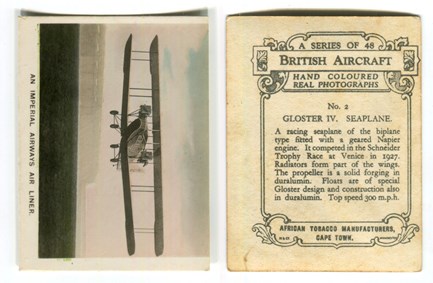 AN IMPERIAL AIRWAYS AIR LINER.
A SERIES OF 48
BRITISH AIRCRAFT
HAND COLOURED
REAL PHOTOGRAPHS
No. 2
GLOSTER IV. SEAPLANE.
A racing seaplane of the biplane
type fitted with a geared Napier
engine. It competed in the Schneider
Trophy Race at Venice in 1927.
Radiators form part of the wings.
The propeller is a solid forging in
duralumin. Floats are of special
Gloster design and construction also
in duralumin. Top speed 300 m.p.h.
AFRICAN TOBACCO MANUFACTURERS,
CAPE TOWN.